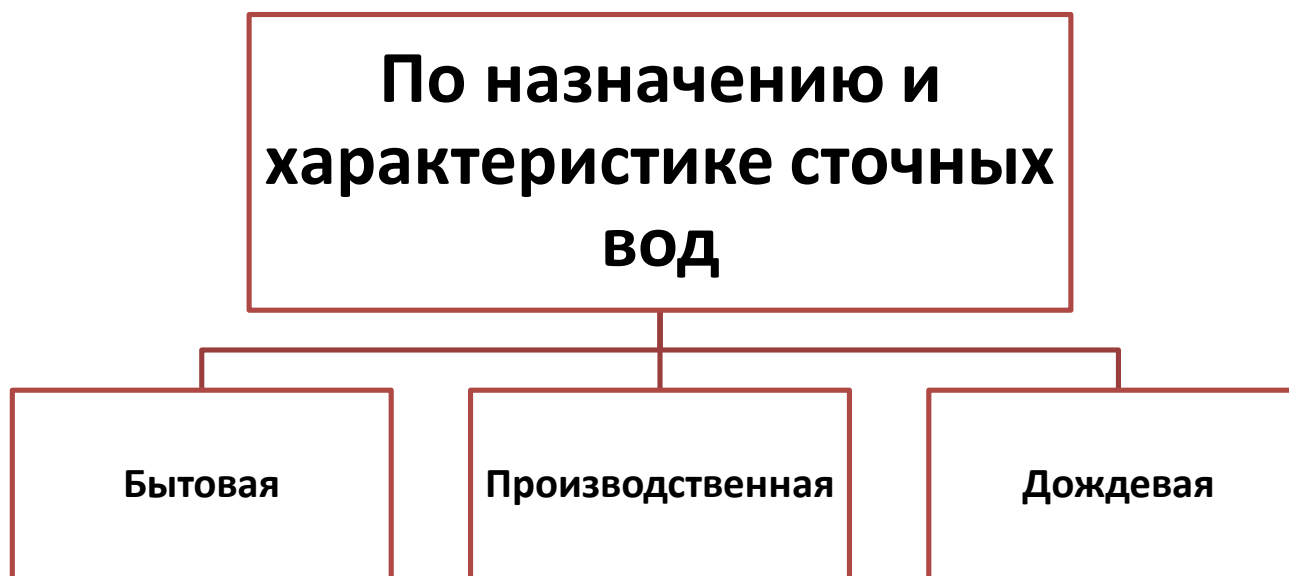 По назначению и
характеристике сточных
вод
Бытовая
Производственная
Дождевая